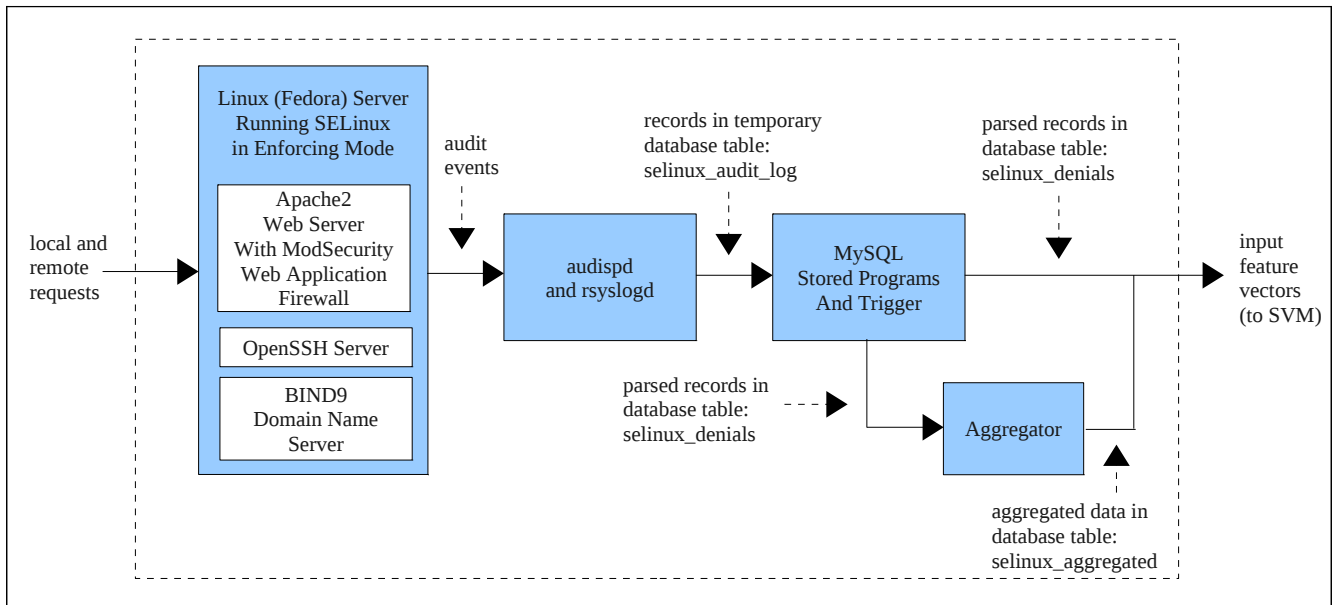 local and
remote
requests
Linux (Fedora) Server
Running SELinux
in Enforcing Mode
Apache2
Web Server
With ModSecurity
Web Application
Firewall
OpenSSH Server
BIND9
Domain Name
Server
audit
events
audispd
and rsyslogd
records in temporary
database table:
selinux_audit_log
MySQL
Stored Programs
And Trigger
parsed records in
database table:
selinux_denials
parsed records in
database table:
selinux_denials
Aggregator
aggregated data in
database table:
selinux_aggregated
input
feature
vectors
(to SVM)